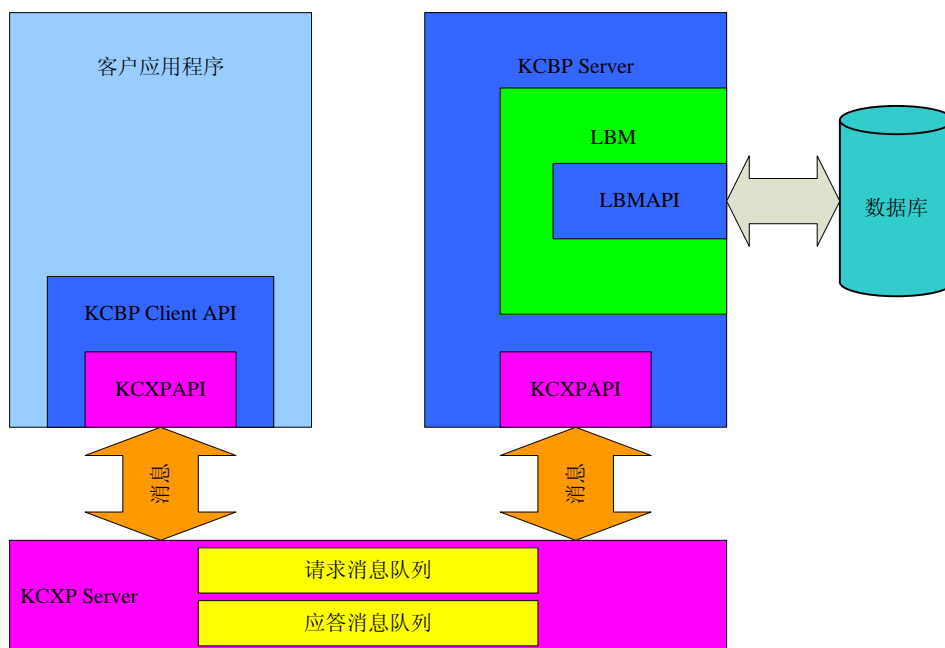 客户应用程序
KCBP Client API
KCXPAPI
消息
KCBP Server
LBM
LBMAPI
KCXPAPI
消息
数据库
KCXP Server
请求消息队列
应答消息队列